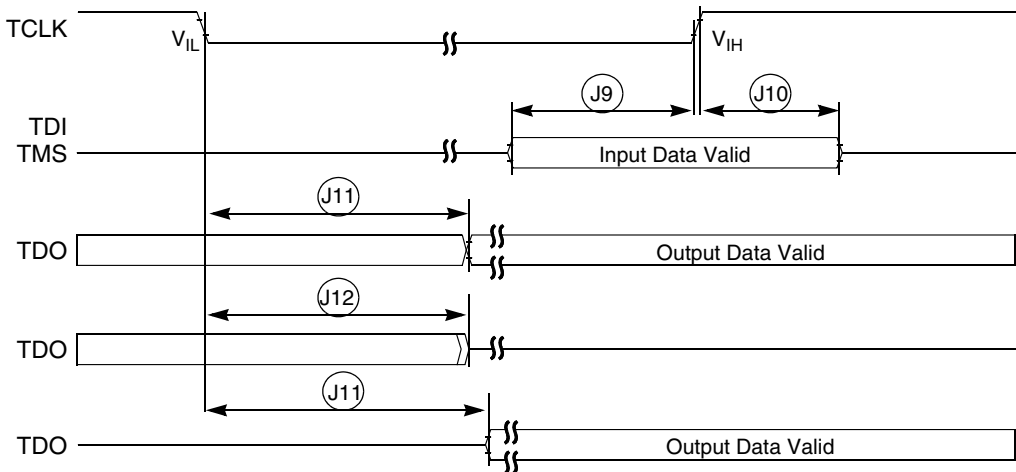 TCLK
VIL
VIH
J9
J10
TDI
TMS
Input Data Valid
J11
TDO
Output Data Valid
J12
TDO
J11
TDO
Output Data Valid